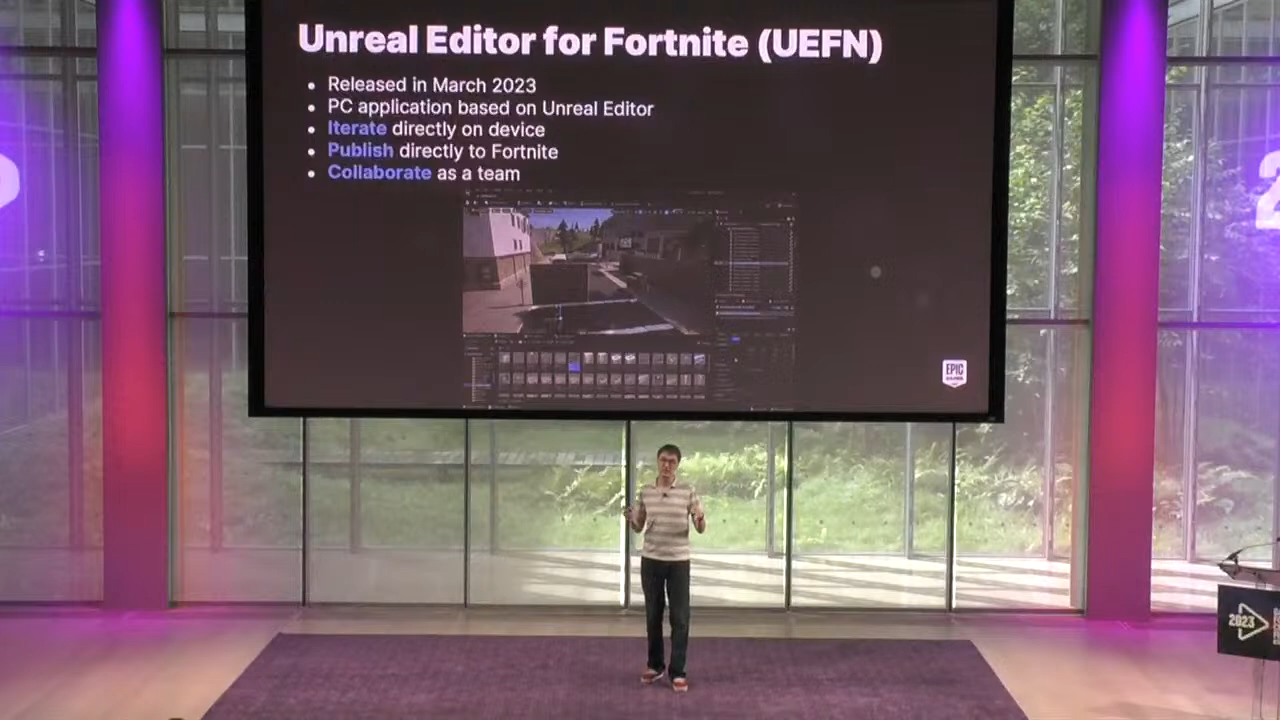 Unreal Editor for Fortnite (UEFN)
• Released in March 2023
• PC application based on Unreal Editor
• Iterate directly on device
• Publish directly to Fortnite
• Collaborate as a team
EPIC
2023